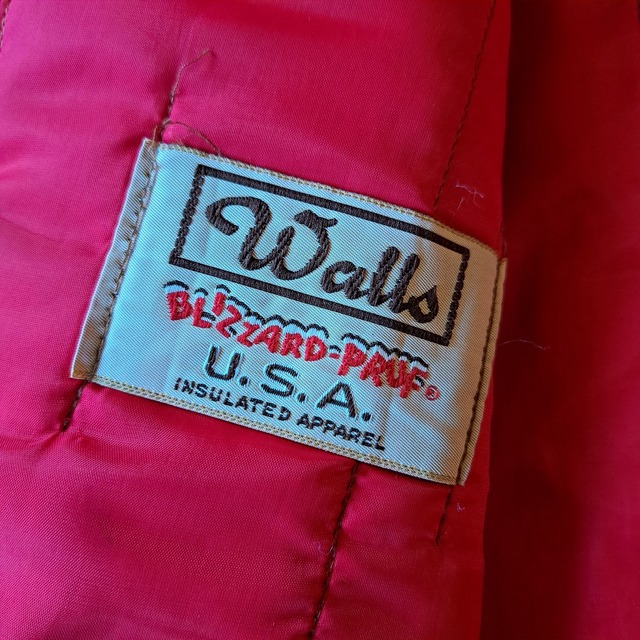 Walls
BLIZZARD-PRUF®
U.S.A.
INSULATED APPAREL